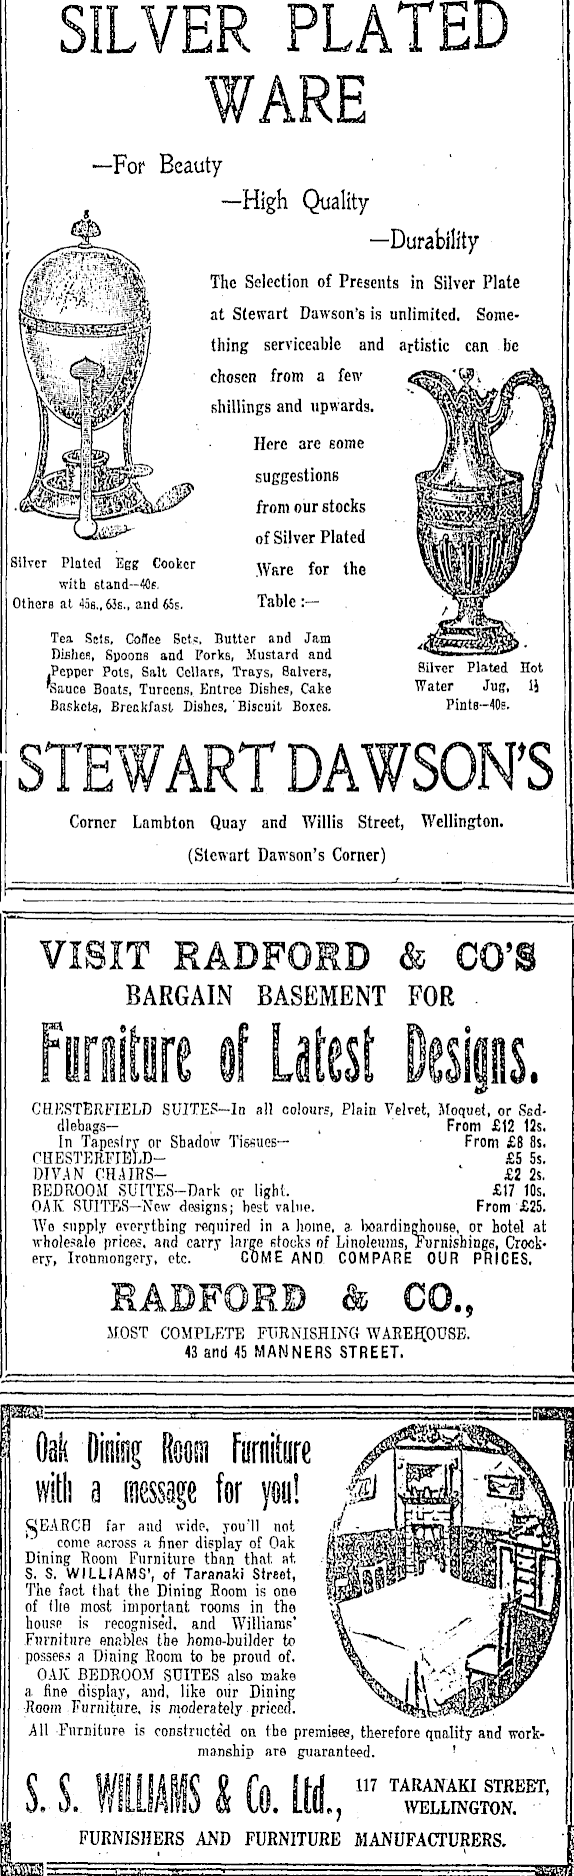 SILVER PLATED
WARE
—For Beauty
—High Quality
—Durability
The Selection of Presents in Silver Plate
at Stewart Dawson's is unlimited. Some-
thing serviceable and artistic can be
chosen from a few
shillings and upwards.
Here are some
suggestions
from our stocks
of Silver Plated
Ware for the
Table:—
Silver Plated Egg Cooker
with stand—40s.
Others at 45s., 63s., and 65s.
Tea Sets, Coffee Sets, Butter and Jam
Dishes, Spoons and Forks, Mustard and
Pepper Pots, Salt Cellars, Trays, Salvers,
Sauce Boats, Tureens, Entree Dishes, Cake
Baskets, Breakfast Dishes, Biscuit Boxes.
Silver Plated Hot
Water Jug, 1½
Pints—40s.
STEWART DAWSON'S
Corner Lambton Quay and Willis Street, Wellington.
(Stewart Dawson's Corner)
VISIT RADFORD & CO'S
BARGAIN BASEMENT FOR
Furniture of Latest Designs.
CHESTERFIELD SUITES—In all colours, Plain Velvet, Moquet, or Sad-
dlebags— From £12 12s.
In Tapestry or Shadow Tissues— From £8 8s.
CHESTERFIELD— £5 5s.
DIVAN CHAIRS— £2 2s.
BEDROOM SUITES—Dark or light. £17 10s.
OAK SUITES—New designs; best value. From £25.
We supply everything required in a home, a boardinghouse, or hotel at
wholesale prices, and carry large stocks of Linoleums, Furnishings, Crock-
ery, Ironmongery, etc. COME AND COMPARE OUR PRICES.
RADFORD & CO.,
MOST COMPLETE FURNISHING WAREHOUSE.
43 and 45 MANNERS STREET.
Oak Dining Room Furniture
with a message for you!
SEARCH far and wide, you'll not
come across a finer display of Oak
Dining Room Furniture than that at
S. S. WILLIAMS', of Taranaki Street,
The fact that the Dining Room is one
of the most important rooms in the
house is recognised, and Williams'
Furniture enables the home-builder to
possess a Dining Room to be proud of.
OAK BEDROOM SUITES also make
a fine display, and, like our Dining
Room Furniture, is moderately priced.
All Furniture is constructed on the premises, therefore quality and work-
manship are guaranteed.
S. S. WILLIAMS & Co. Ltd.,
117 TARANAKI STREET,
WELLINGTON.
FURNISHERS AND FURNITURE MANUFACTURERS.